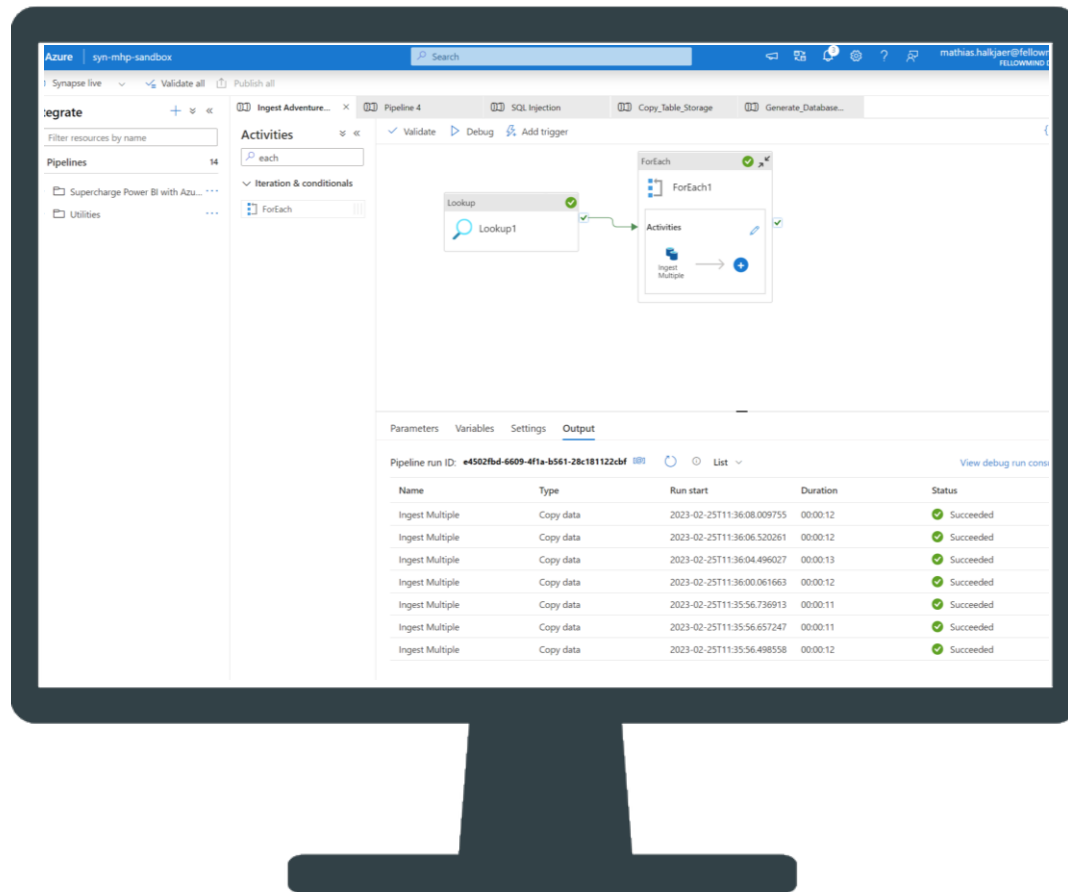 Azure syn-mhp-sandbox Search 3 ? mathias.halkjaer@fellown
FELLOWMIND D
Synapse live Validate all Publish all
tegrate
Filter resources by name
Pipelines 14
Supercharge Power BI with Azu... ...
Utilities ...
Ingest Adventure... Pipeline 4 SQL Injection Copy_Table_Storage Generate_Database...
Activities
each
Iteration & conditionals
ForEach
Validate Debug Add trigger {
Lookup
Lookup1
ForEach
ForEach1
Activities
Ingest
Multiple
Parameters Variables Settings Output
Pipeline run ID: e4502fbd-6609-4f1a-b561-28c181122cbf List View debug run consu
Name Type Run start Duration Status
Ingest Multiple Copy data 2023-02-25T11:36:08.009755 00:00:12 Succeeded
Ingest Multiple Copy data 2023-02-25T11:36:06.520261 00:00:12 Succeeded
Ingest Multiple Copy data 2023-02-25T11:36:04.496027 00:00:13 Succeeded
Ingest Multiple Copy data 2023-02-25T11:36:00.061663 00:00:12 Succeeded
Ingest Multiple Copy data 2023-02-25T11:35:56.736913 00:00:11 Succeeded
Ingest Multiple Copy data 2023-02-25T11:35:56.657247 00:00:11 Succeeded
Ingest Multiple Copy data 2023-02-25T11:35:56.498558 00:00:12 Succeeded